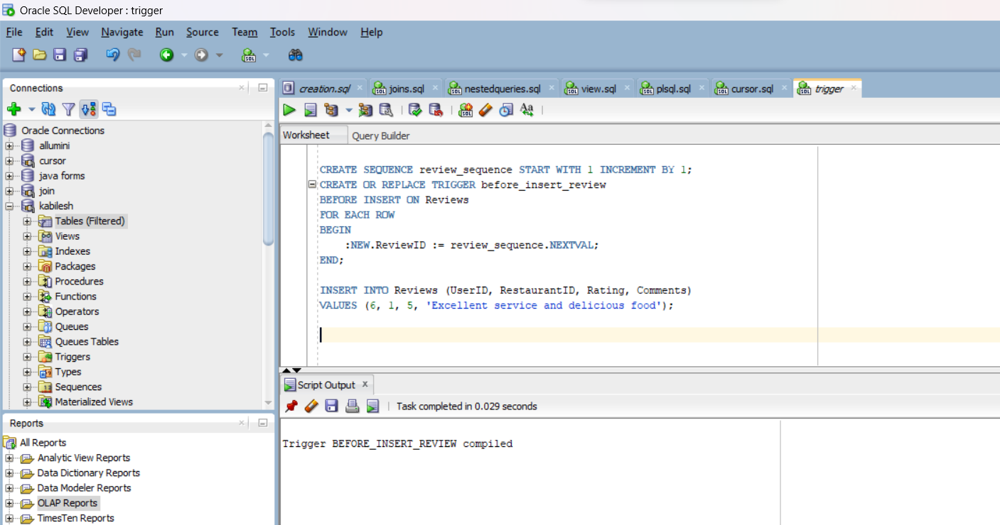 Oracle SQL Developer : trigger
File Edit View Navigate Run Source Team Tools Window Help
Connections
Oracle Connections
allumini
cursor
java forms
join
kabilesh
Tables (Filtered)
Views
Indexes
Packages
Procedures
Functions
Operators
Queues
Queues Tables
Triggers
Types
Sequences
Materialized Views
Reports
All Reports
Analytic View Reports
Data Dictionary Reports
Data Modeler Reports
OLAP Reports
TimesTen Reports
creation.sql joins.sql nestedqueries.sql view.sql plsql.sql cursor.sql trigger
Worksheet Query Builder
CREATE SEQUENCE review_sequence START WITH 1 INCREMENT BY 1;
CREATE OR REPLACE TRIGGER before_insert_review
BEFORE INSERT ON Reviews
FOR EACH ROW
BEGIN
:NEW.ReviewID := review_sequence.NEXTVAL;
END;
INSERT INTO Reviews (UserID, RestaurantID, Rating, Comments)
VALUES (6, 1, 5, 'Excellent service and delicious food');
Script Output x
Task completed in 0.029 seconds
Trigger BEFORE_INSERT_REVIEW compiled